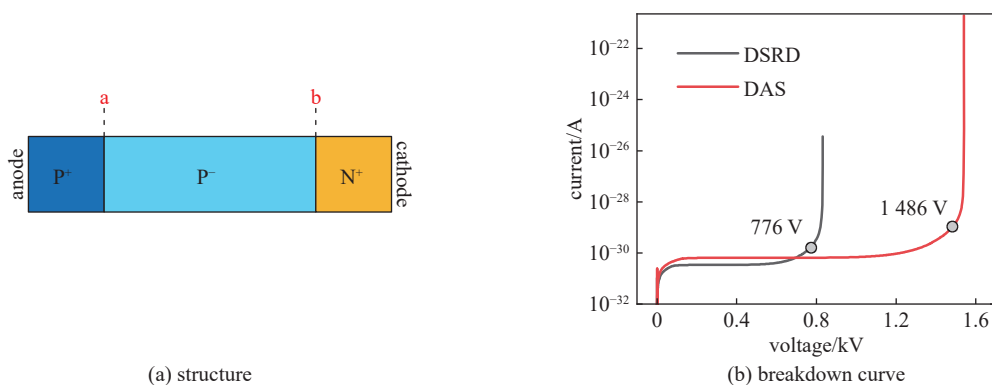 a
b
anode
P⁺
P⁻
N⁺
cathode
(a) structure
10⁻²²
10⁻²⁴
10⁻²⁶
10⁻²⁸
10⁻³⁰
10⁻³²
current/A
DSRD
DAS
776 V
1 486 V
0
0.4
0.8
1.2
1.6
voltage/kV
(b) breakdown curve